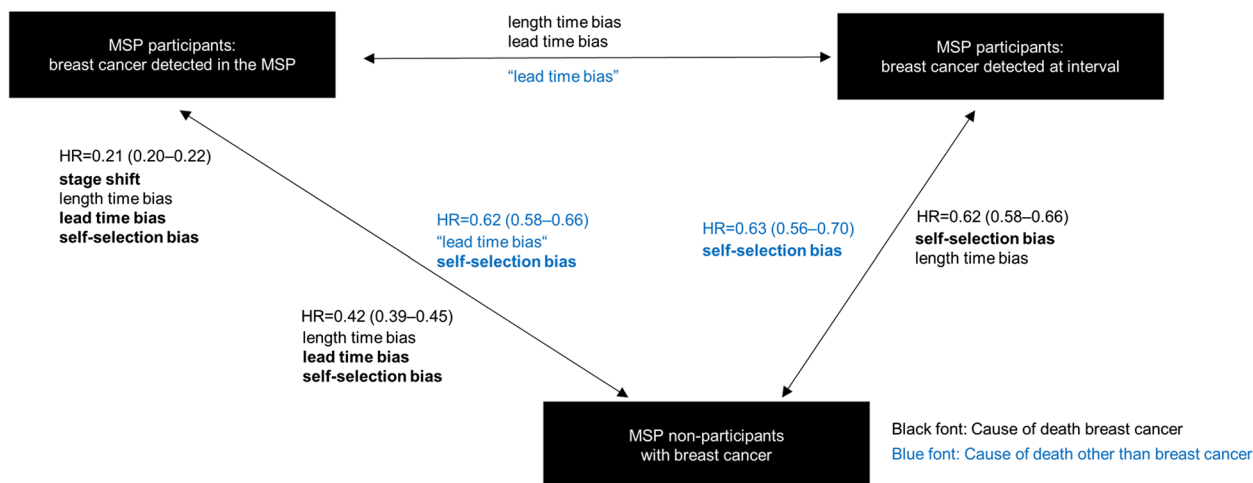 MSP participants:
breast cancer detected in the MSP
length time bias
lead time bias
“lead time bias”
MSP participants:
breast cancer detected at interval
HR=0.21 (0.20–0.22)
stage shift
length time bias
lead time bias
self-selection bias
HR=0.62 (0.58–0.66)
“lead time bias“
self-selection bias
HR=0.63 (0.56–0.70)
self-selection bias
HR=0.62 (0.58–0.66)
self-selection bias
length time bias
HR=0.42 (0.39–0.45)
length time bias
lead time bias
self-selection bias
MSP non-participants
with breast cancer
Black font: Cause of death breast cancer
Blue font: Cause of death other than breast cancer